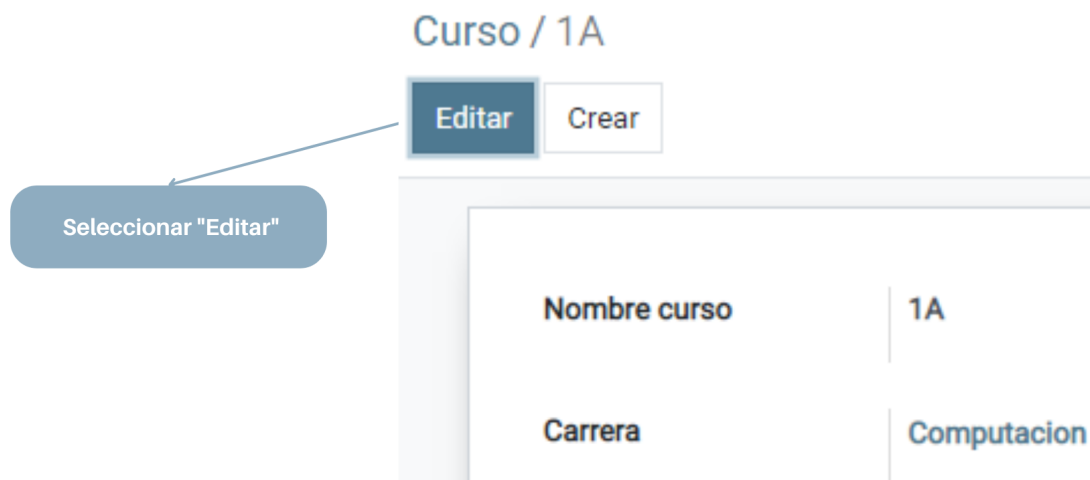 Curso / 1A
Editar Crear
Seleccionar "Editar"
Nombre curso 1A
Carrera Computacion